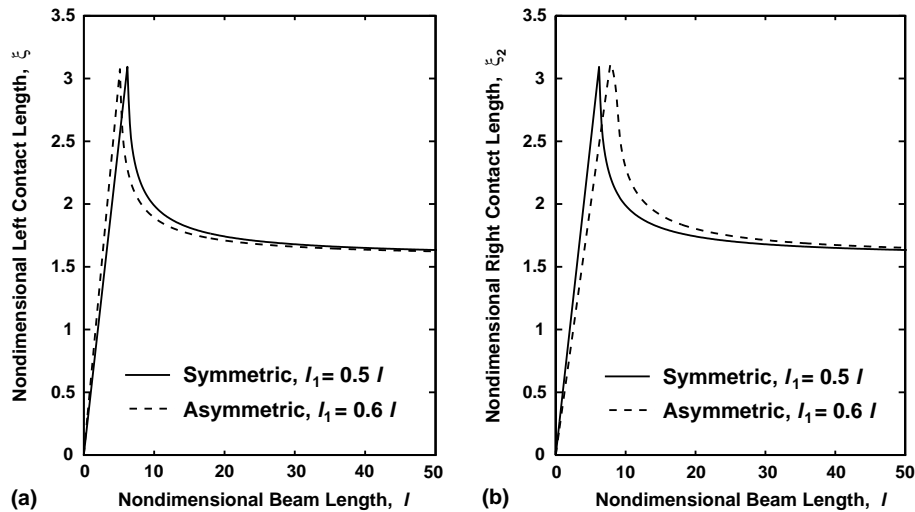 Nondimensional Left Contact Length, ξ
3.5
3
2.5
2
1.5
1
0.5
0
Symmetric, l₁ = 0.5 l
Asymmetric, l₁ = 0.6 l
0 10 20 30 40 50
(a) Nondimensional Beam Length, l
Nondimensional Right Contact Length, ξ₂
3.5
3
2.5
2
1.5
1
0.5
0
Symmetric, l₁ = 0.5 l
Asymmetric, l₁ = 0.6 l
0 10 20 30 40 50
(b) Nondimensional Beam Length, l